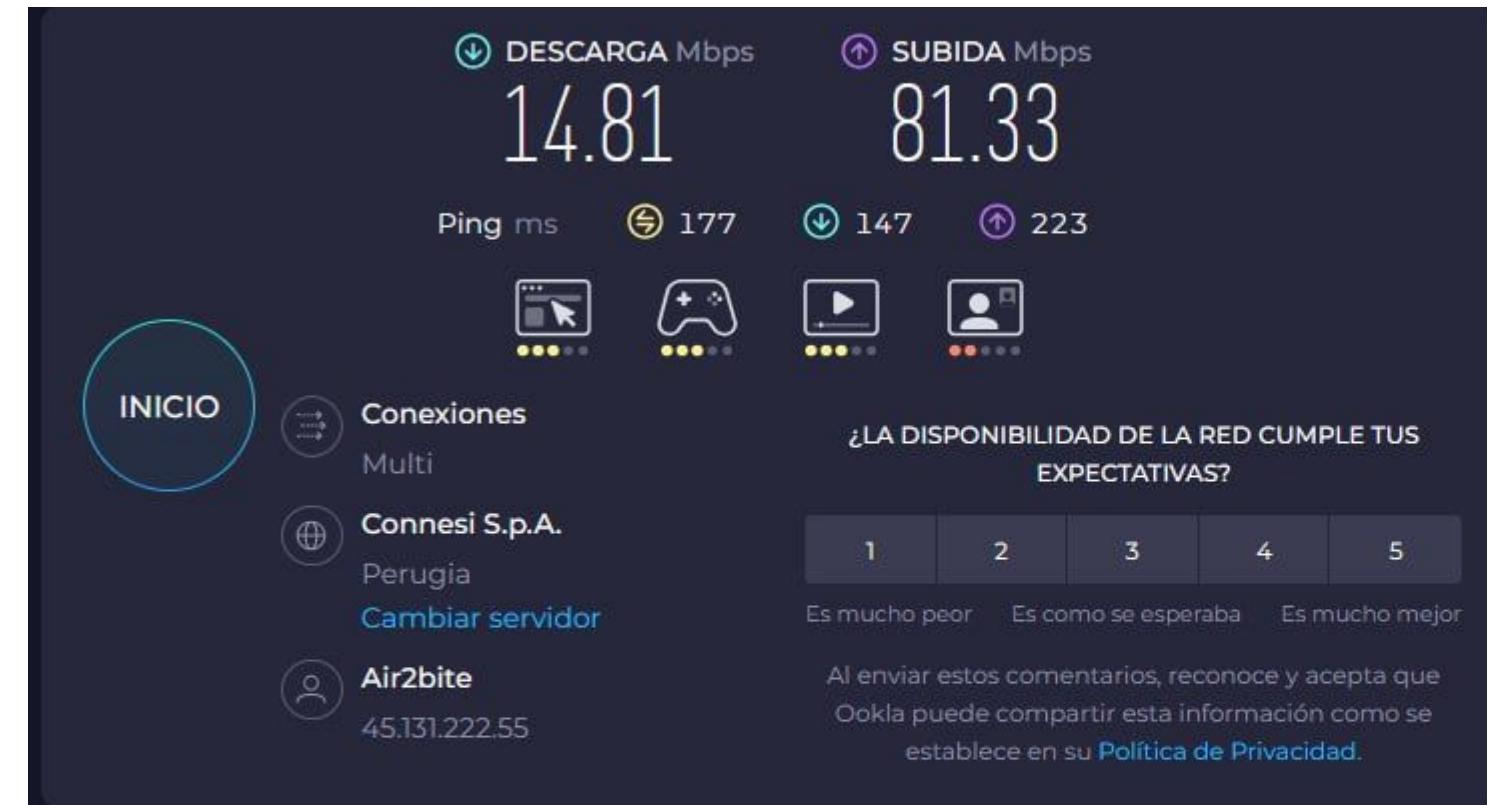 DESCARGA Mbps
14.81
SUBIDA Mbps
81.33
Ping ms 177 147 223
INICIO
Conexiones
Multi
Connesi S.p.A.
Perugia
Cambiar servidor
Air2bite
45.131.222.55
¿LA DISPONIBILIDAD DE LA RED CUMPLE TUS
EXPECTATIVAS?
1 2 3 4 5
Es mucho peor Es como se esperaba Es mucho mejor
Al enviar estos comentarios, reconoce y acepta que
Ookla puede compartir esta información como se
establece en su Política de Privacidad.